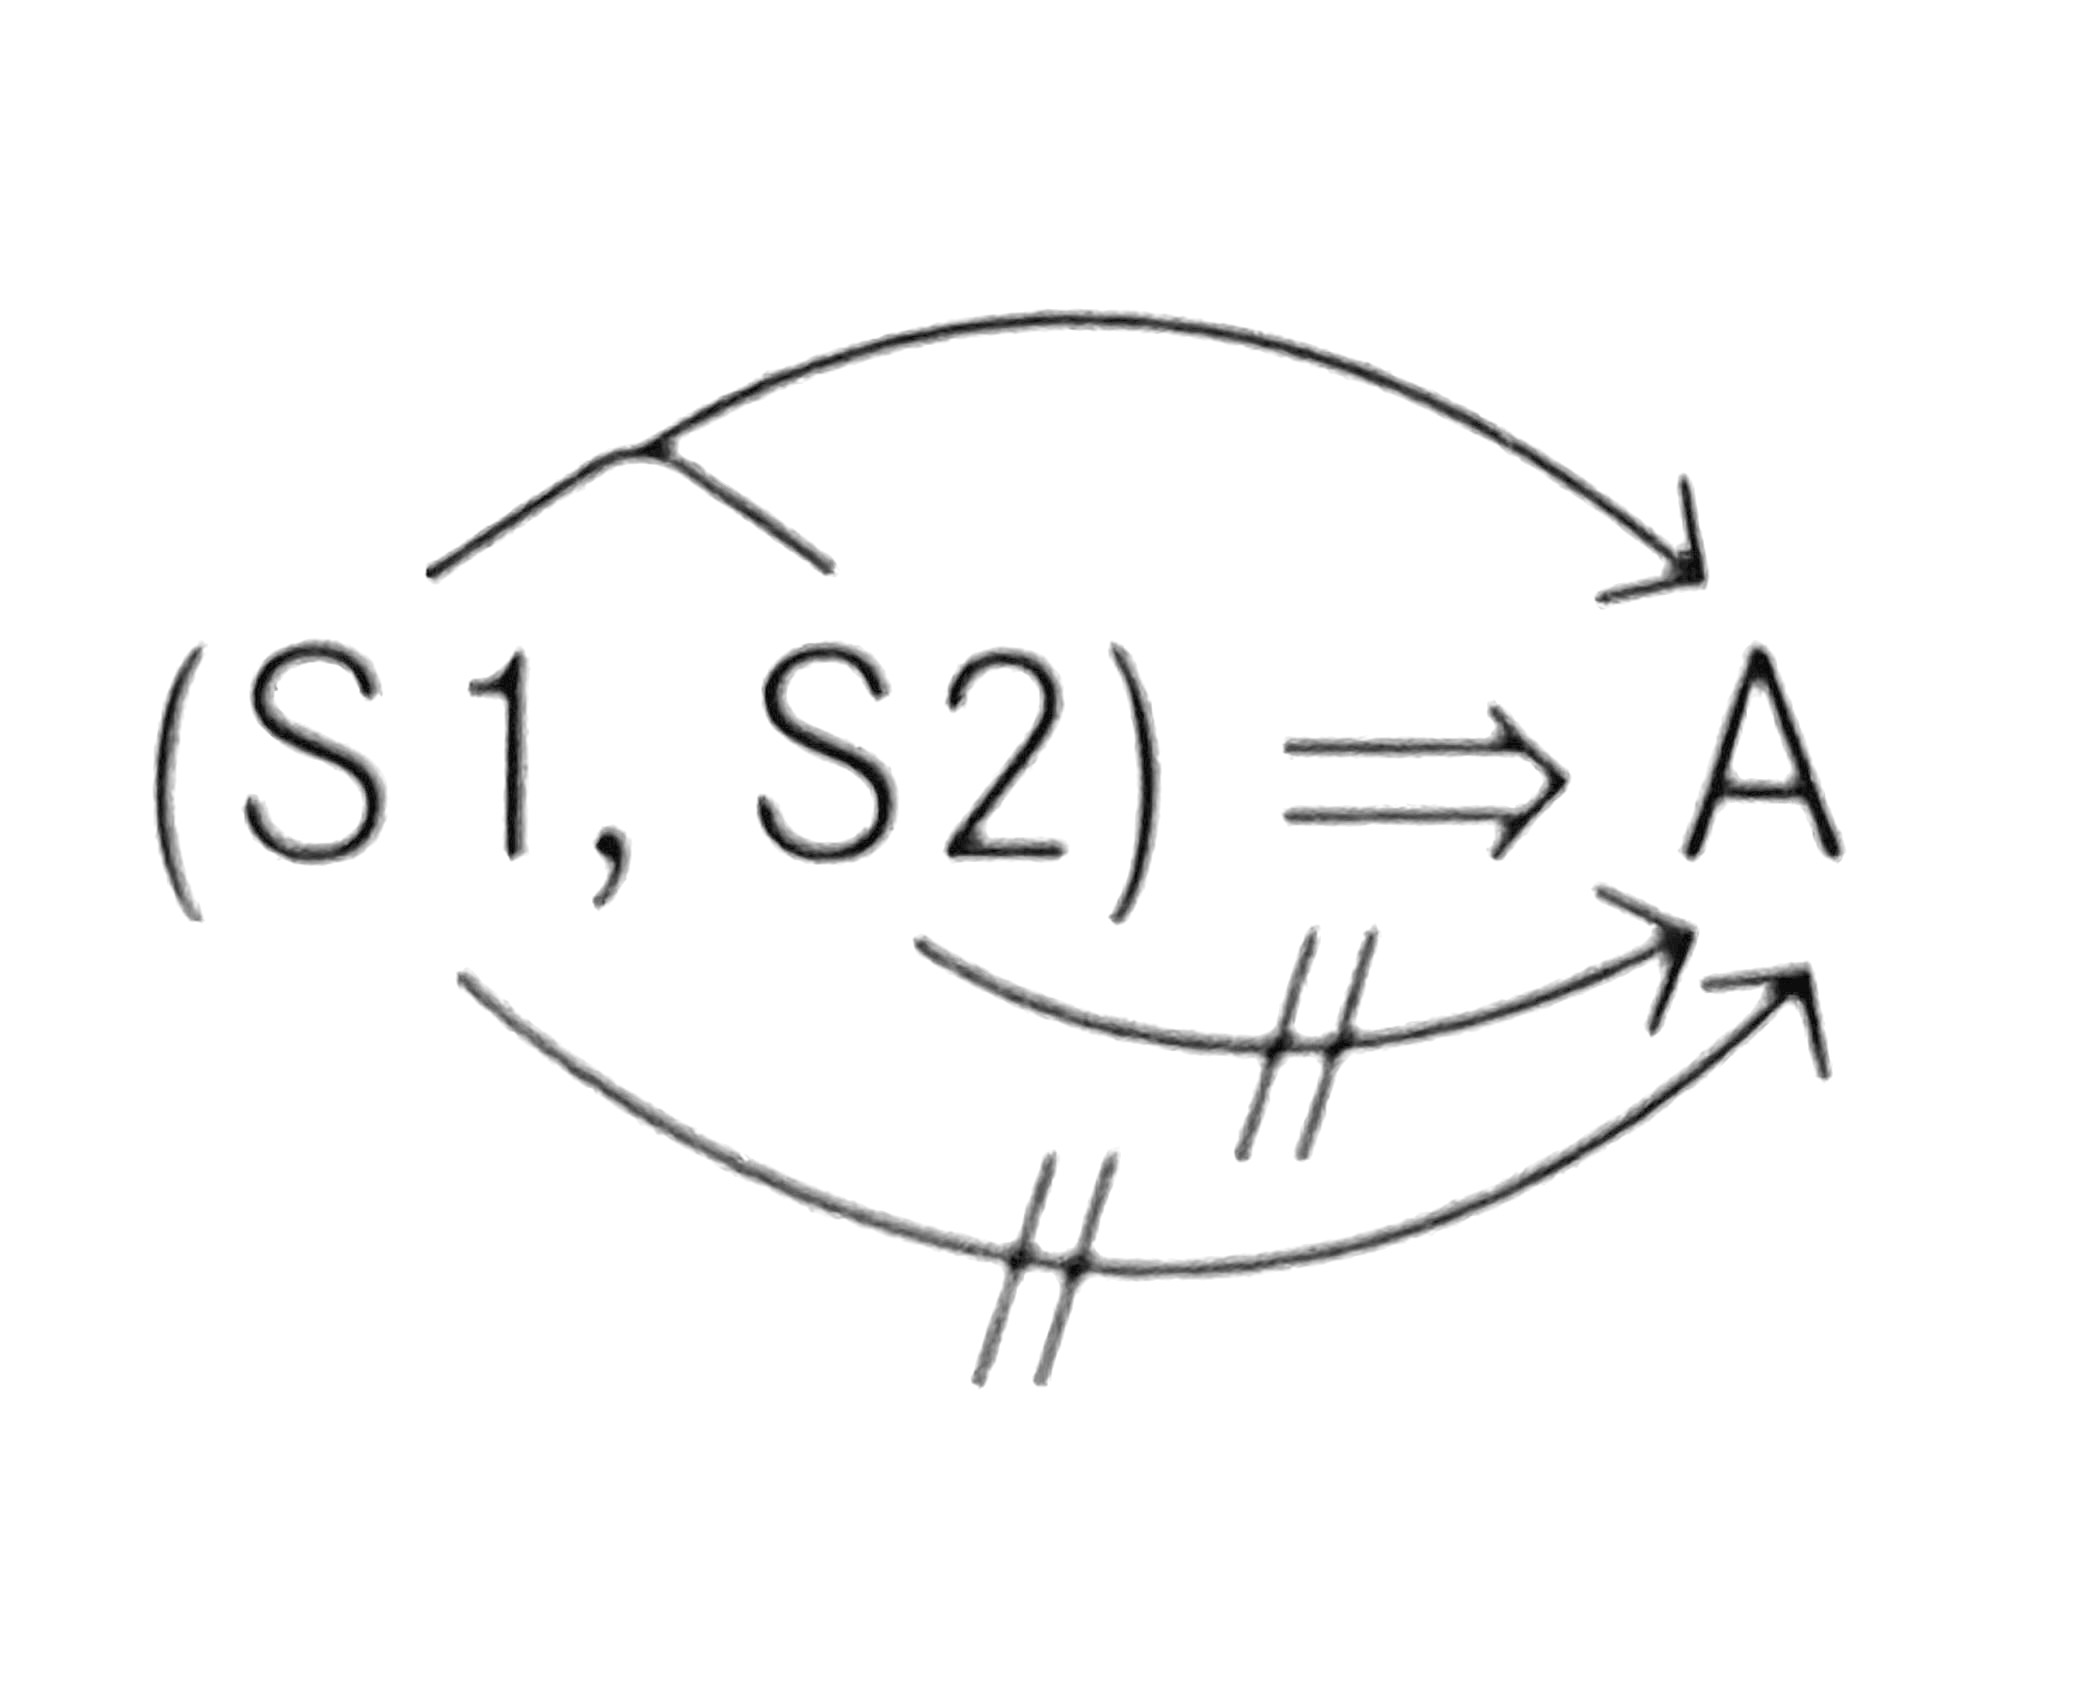 (S1, S2) ⇒ A